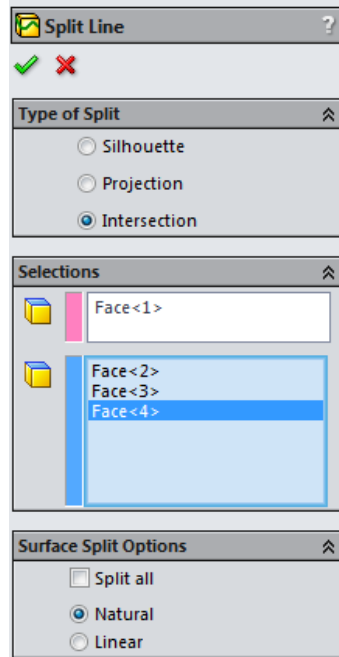 Split Line
?
Type of Split
Silhouette
Projection
Intersection
Selections
Face<1>
Face<2>
Face<3>
Face<4>
Surface Split Options
Split all
Natural
Linear